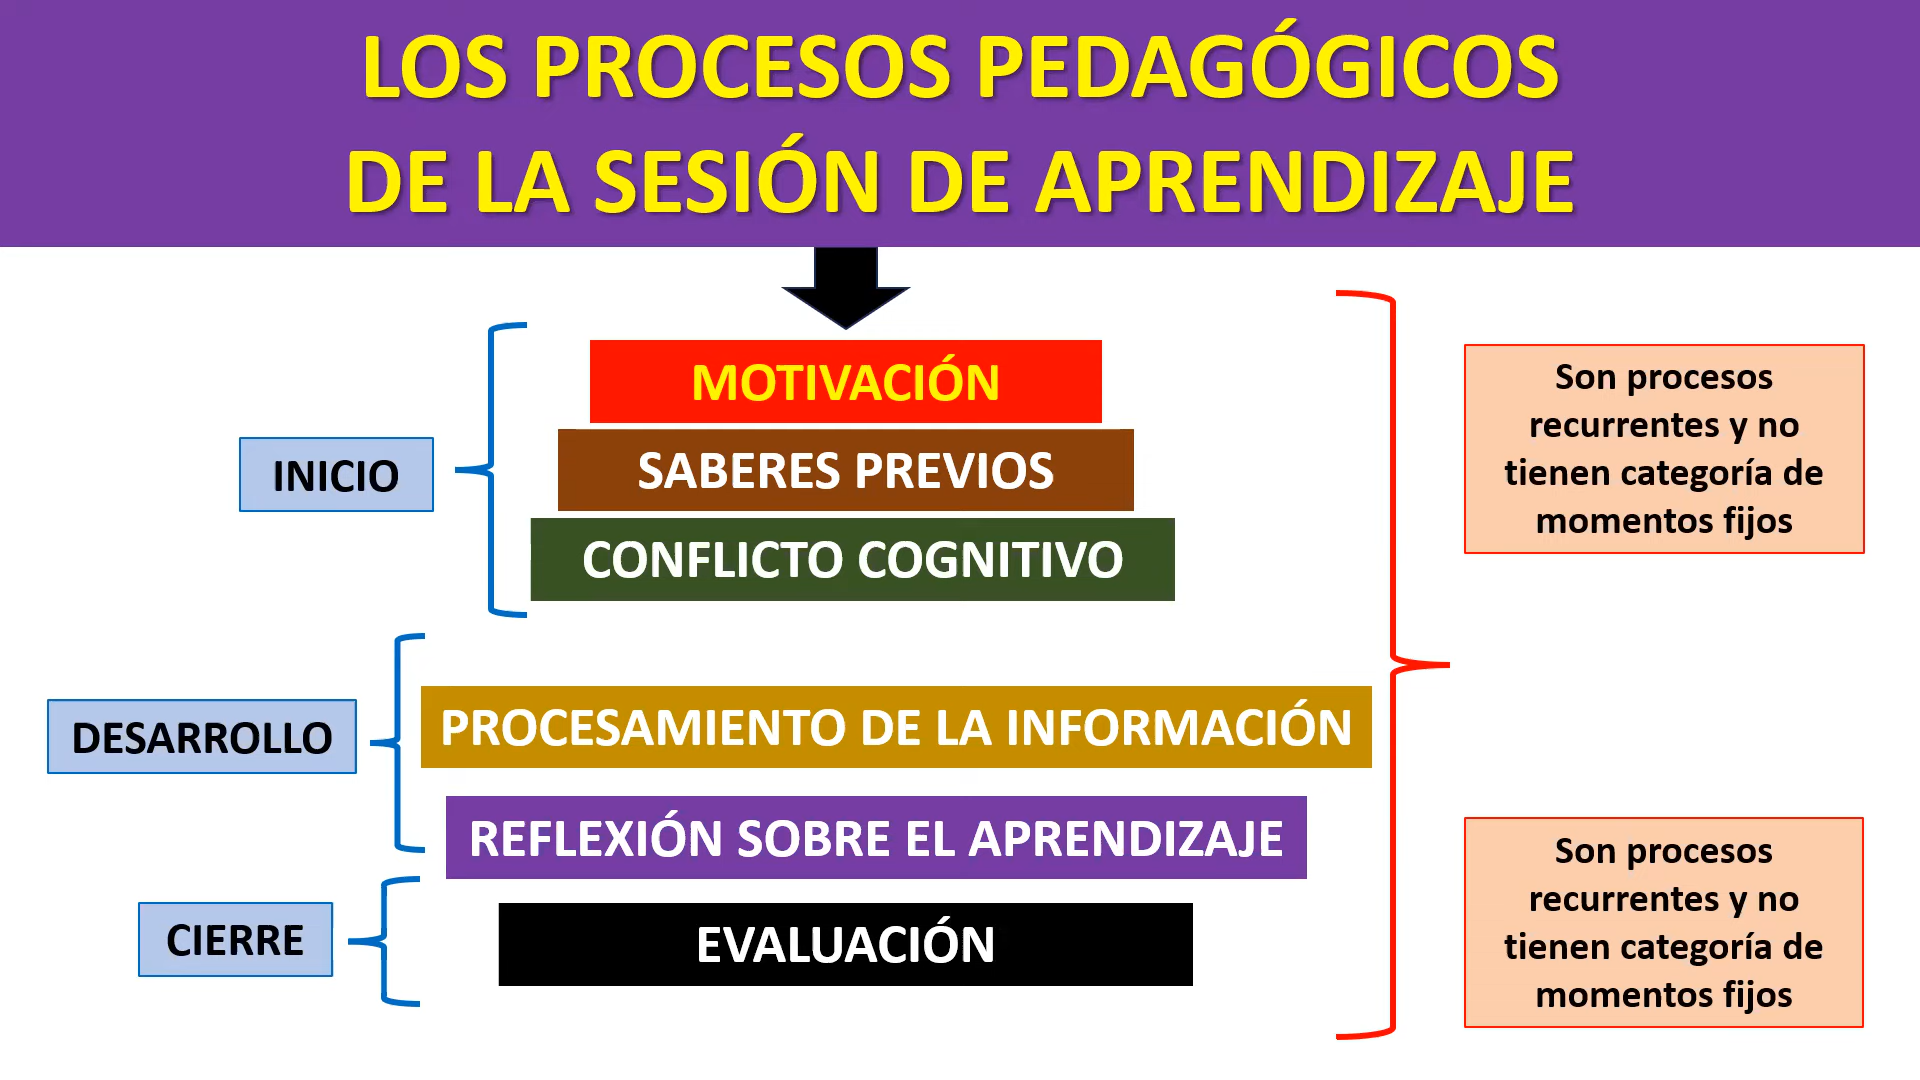 LOS PROCESOS PEDAGÓGICOS
DE LA SESIÓN DE APRENDIZAJE
INICIO
MOTIVACIÓN
SABERES PREVIOS
CONFLICTO COGNITIVO
DESARROLLO
PROCESAMIENTO DE LA INFORMACIÓN
REFLEXIÓN SOBRE EL APRENDIZAJE
CIERRE
EVALUACIÓN
Son procesos
recurrentes y no
tienen categoría de
momentos fijos
Son procesos
recurrentes y no
tienen categoría de
momentos fijos